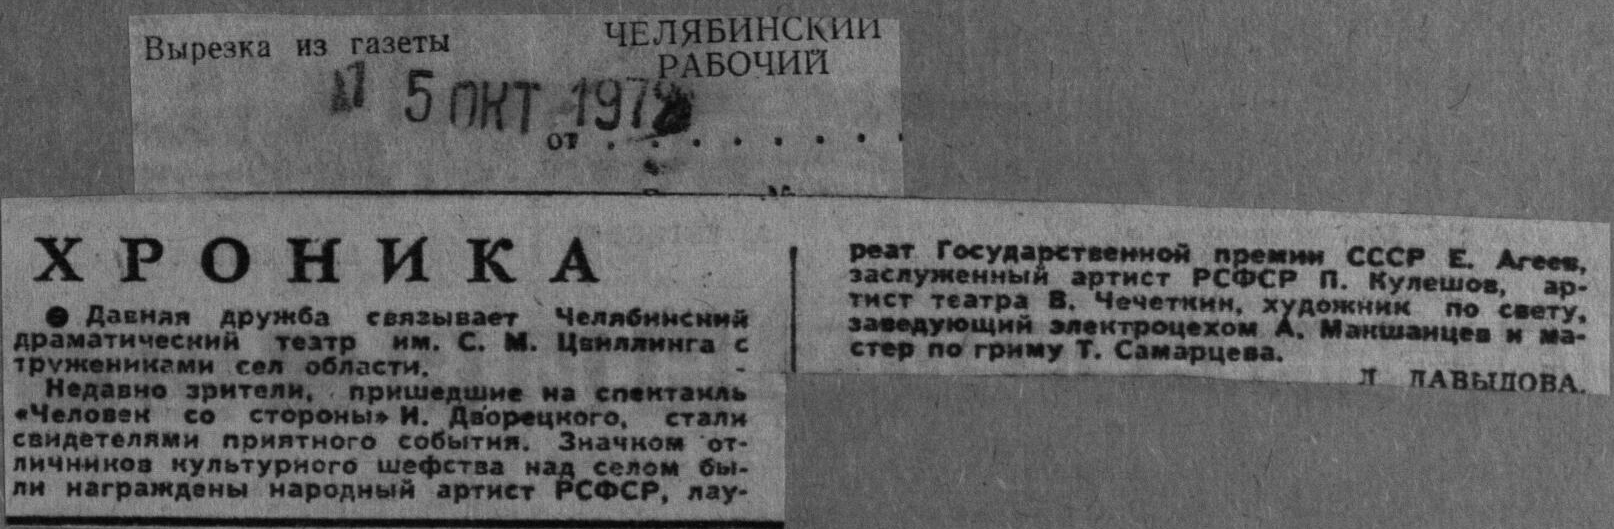 Вырезка из газеты
ЧЕЛЯБИНСКИЙ
РАБОЧИЙ
5 ОКТ 197
от . . . . . . . .
ХРОНИКА
● Давняя дружба связывает Челябинский
драматический театр им. С. М. Цвиллинга с
тружениками сел области.
Недавно зрители, пришедшие на спектакль
«Человек со стороны» И. Дворецкого, стали
свидетелями приятного события. Значком от-
личников культурного шефства над селом бы-
ли награждены народный артист РСФСР, лау-
реат Государственной премии СССР Е. Агеев,
заслуженный артист РСФСР П. Кулешов, ар-
тист театра В. Чечеткин, художник по свету,
заведующий электроцехом А. Макшанцев и ма-
стер по гриму Т. Самарцева.
Л ДАВЫДОВА.